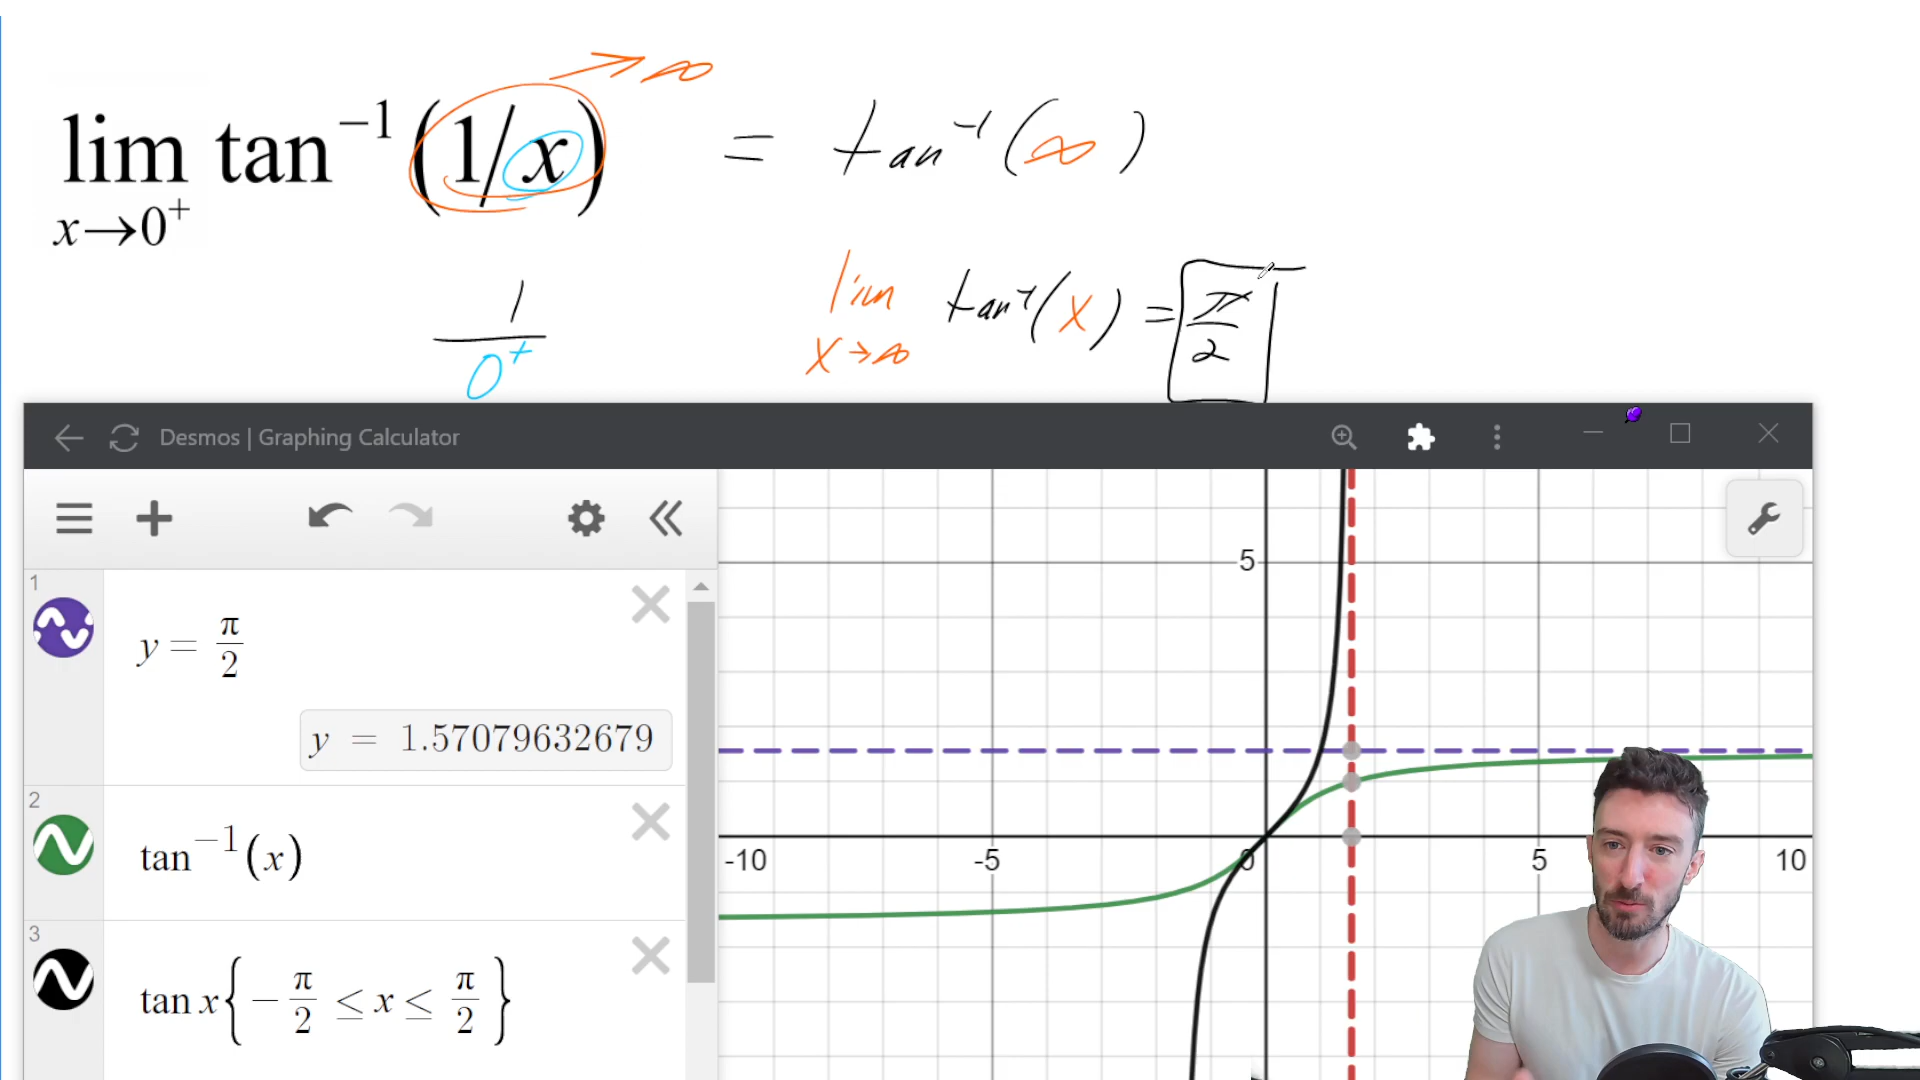 → ∞
lim tan⁻¹(1/x) = tan⁻¹(∞)
x→0⁺
1
0⁺
lim tan⁻¹(x) = π/2
x→∞
Desmos | Graphing Calculator
1
y = π/2
y = 1.57079632679
2
tan⁻¹(x)
3
tan x{−π/2 ≤ x ≤ π/2}
5
-10 -5 0 5 10